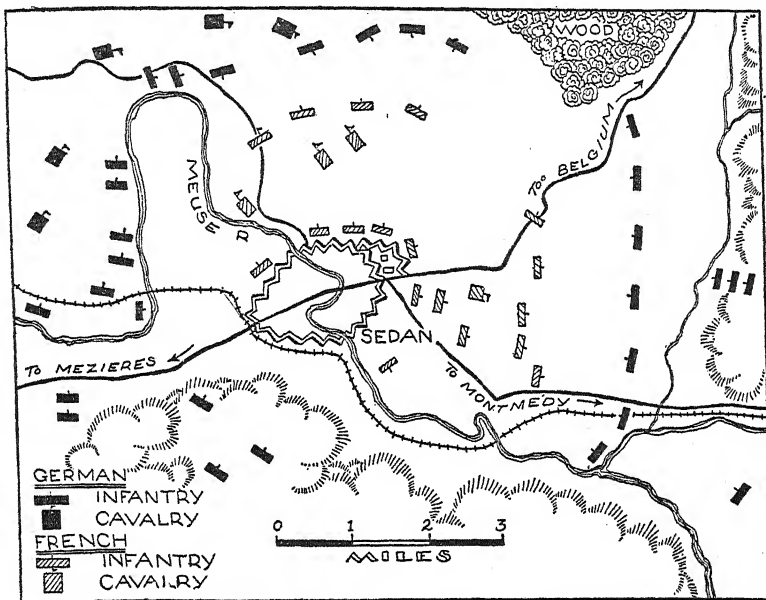 WOOD
TOO BELGIUM
MEUSE R
SEDAN
TO MEZIERES
TO MONTMEDY
GERMAN
INFANTRY
CAVALRY
FRENCH
INFANTRY
CAVALRY
0 1 2 3
MILES